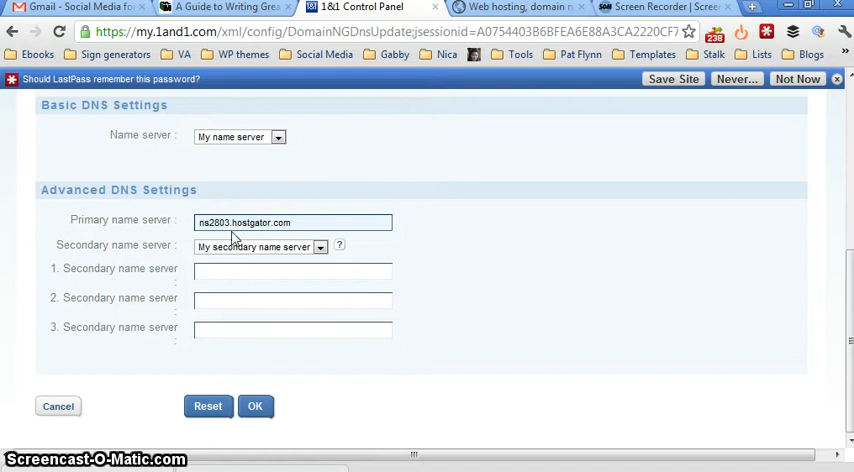 Gmail - Social Media fo
A Guide to Writing Grea
1&1 Control Panel
Web hosting, domain n
Screen Recorder | Screen
https://my.1and1.com/xml/config/DomainNGDnsUpdate;jsessionid=A0754403B6BFEA6E88A3CA2220CF7
238
Ebooks
Sign generators
VA
WP themes
Social Media
Gabby
Nica
Tools
Pat Flynn
Templates
Stalk
Lists
Blogs
Should LastPass remember this password?
Save Site
Never...
Not Now
Basic DNS Settings
Name server :
My name server
Advanced DNS Settings
Primary name server :
ns2803.hostgator.com
Secondary name server :
My secondary name server
?
1. Secondary name server
:
2. Secondary name server
:
3. Secondary name server
:
Cancel
Reset
OK
Screencast-O-Matic.com